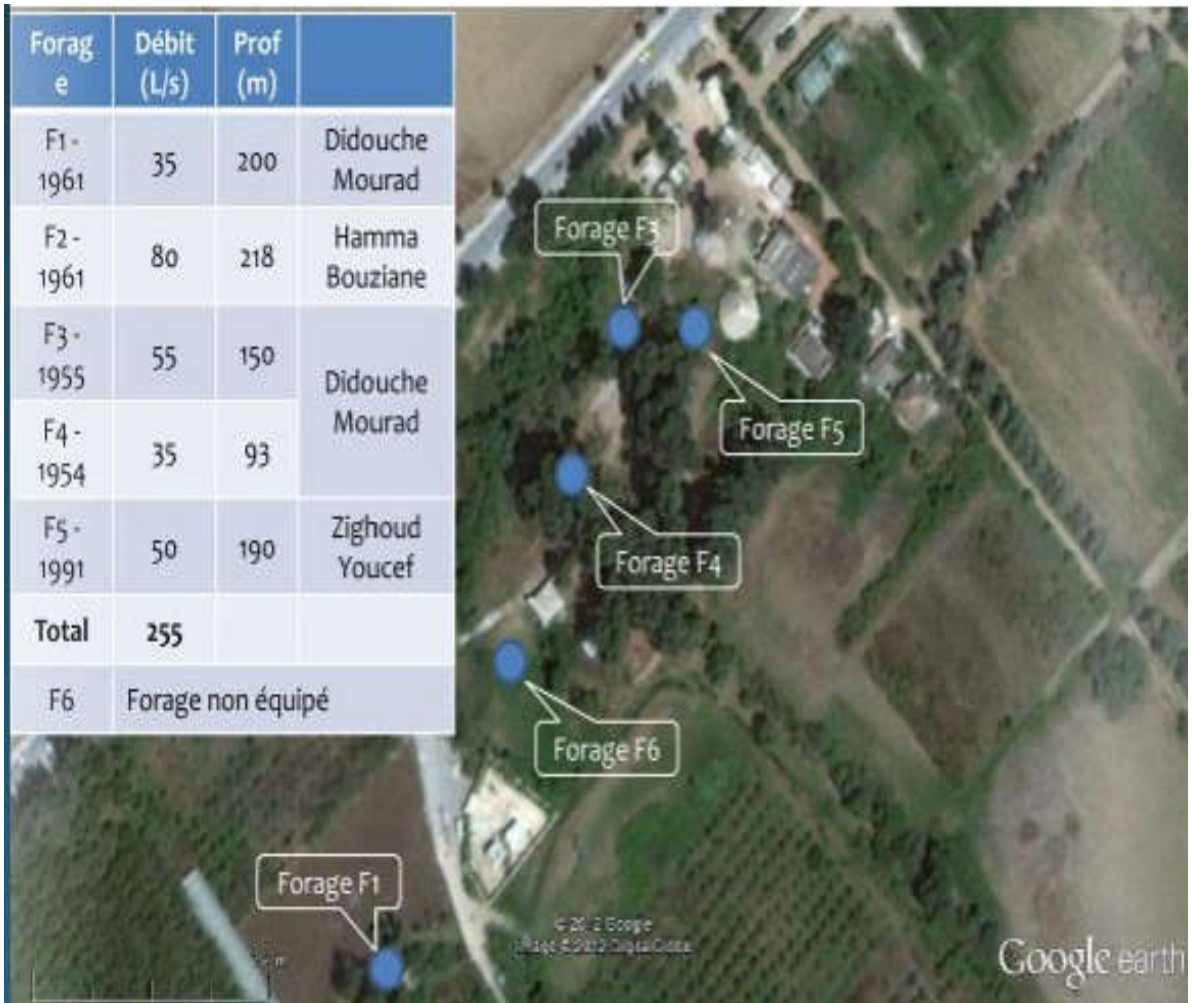 Forag
e
Débit
(L/s)
Prof
(m)
F1 -
1961
35
200
Didouche
Mourad
F2 -
1961
80
218
Hamma
Bouziane
F3 -
1955
55
150
Didouche
Mourad
F4 -
1954
35
93
F5 -
1991
50
190
Zighoud
Youcef
Total
255
F6
Forage non équipé
Forage F3
Forage F5
Forage F4
Forage F6
Forage F1
Google
Google earth